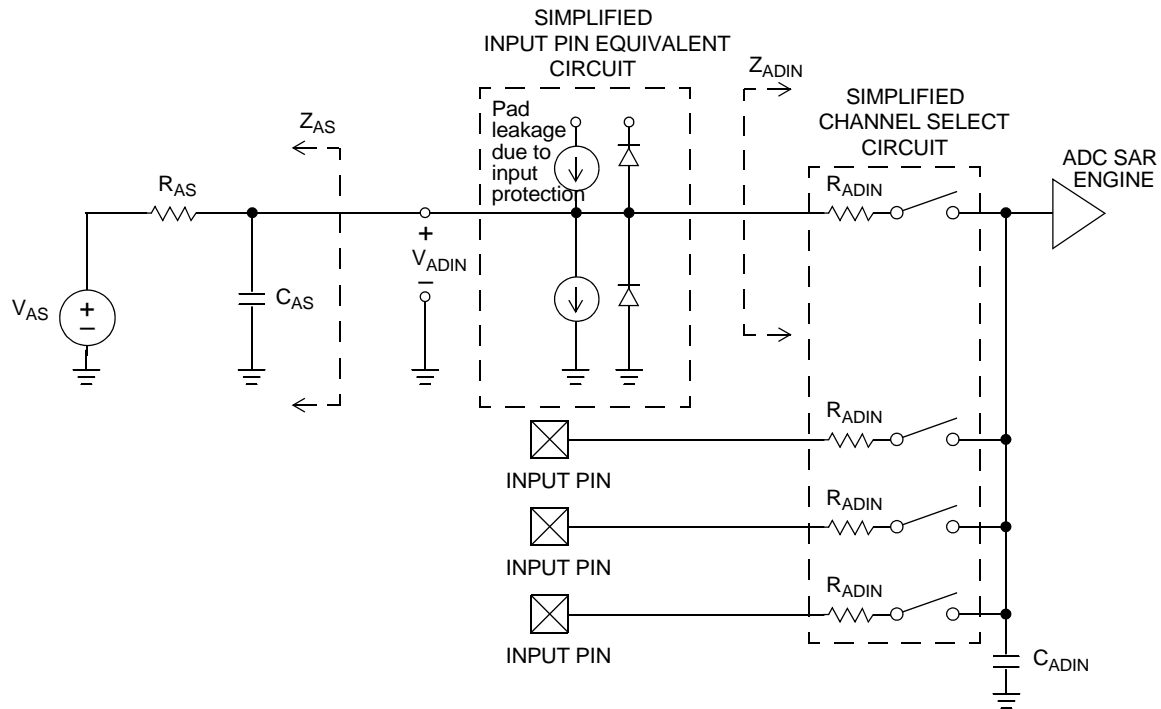 SIMPLIFIED
INPUT PIN EQUIVALENT
CIRCUIT
Z_ADIN
SIMPLIFIED
CHANNEL SELECT
CIRCUIT
ADC SAR
ENGINE
Z_AS
Pad
leakage
due to
input
protection
R_AS
R_ADIN
+
V_ADIN
−
C_AS
V_AS
+
−
R_ADIN
INPUT PIN
R_ADIN
INPUT PIN
R_ADIN
INPUT PIN
C_ADIN